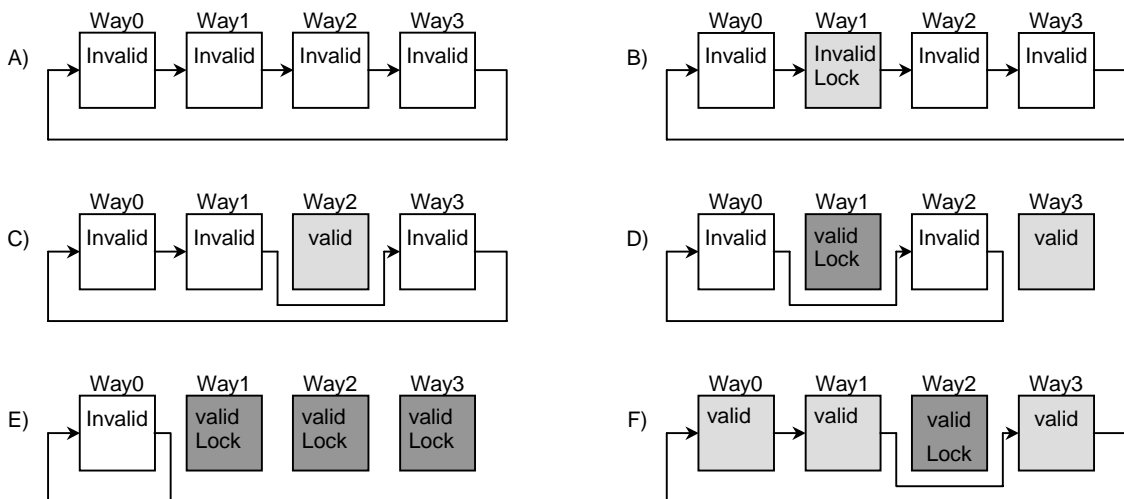 Way0 Way1 Way2 Way3
A) Invalid Invalid Invalid Invalid
Way0 Way1 Way2 Way3
B) Invalid Invalid Lock Invalid Invalid
Way0 Way1 Way2 Way3
C) Invalid Invalid valid Invalid
Way0 Way1 Way2 Way3
D) Invalid valid Lock Invalid valid
Way0 Way1 Way2 Way3
E) Invalid valid Lock valid Lock valid Lock
Way0 Way1 Way2 Way3
F) valid valid valid Lock valid